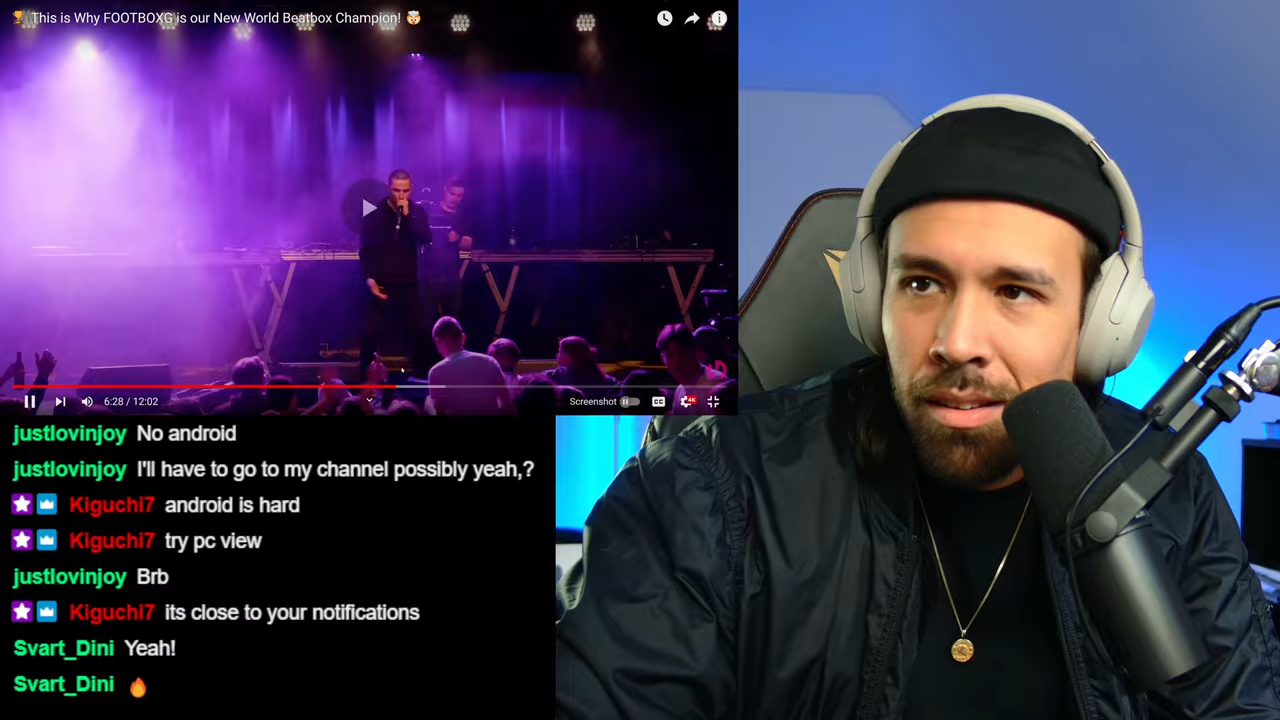 🏆 This is Why FOOTBOXG is our New World Beatbox Champion! 🤯
6:28 / 12:02
Screenshot
CC
4K
justlovinjoy No android
justlovinjoy I'll have to go to my channel possibly yeah,?
Kiguchi7 android is hard
Kiguchi7 try pc view
justlovinjoy Brb
Kiguchi7 its close to your notifications
Svart_Dini Yeah!
Svart_Dini 🔥